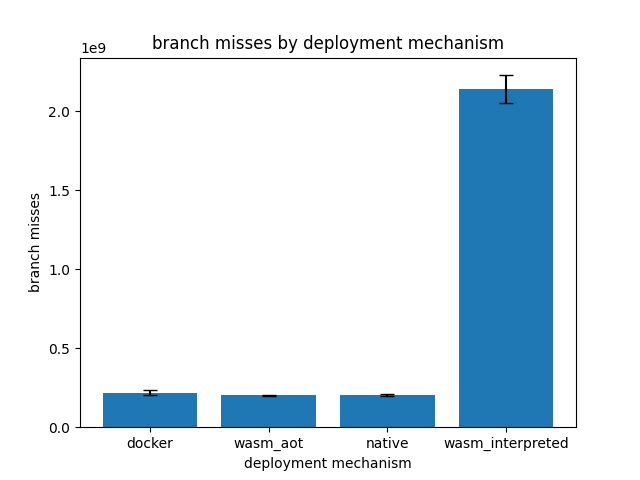 branch misses by deployment mechanism
1e9
2.0
1.5
1.0
0.5
0.0
branch misses
docker wasm_aot native wasm_interpreted
deployment mechanism